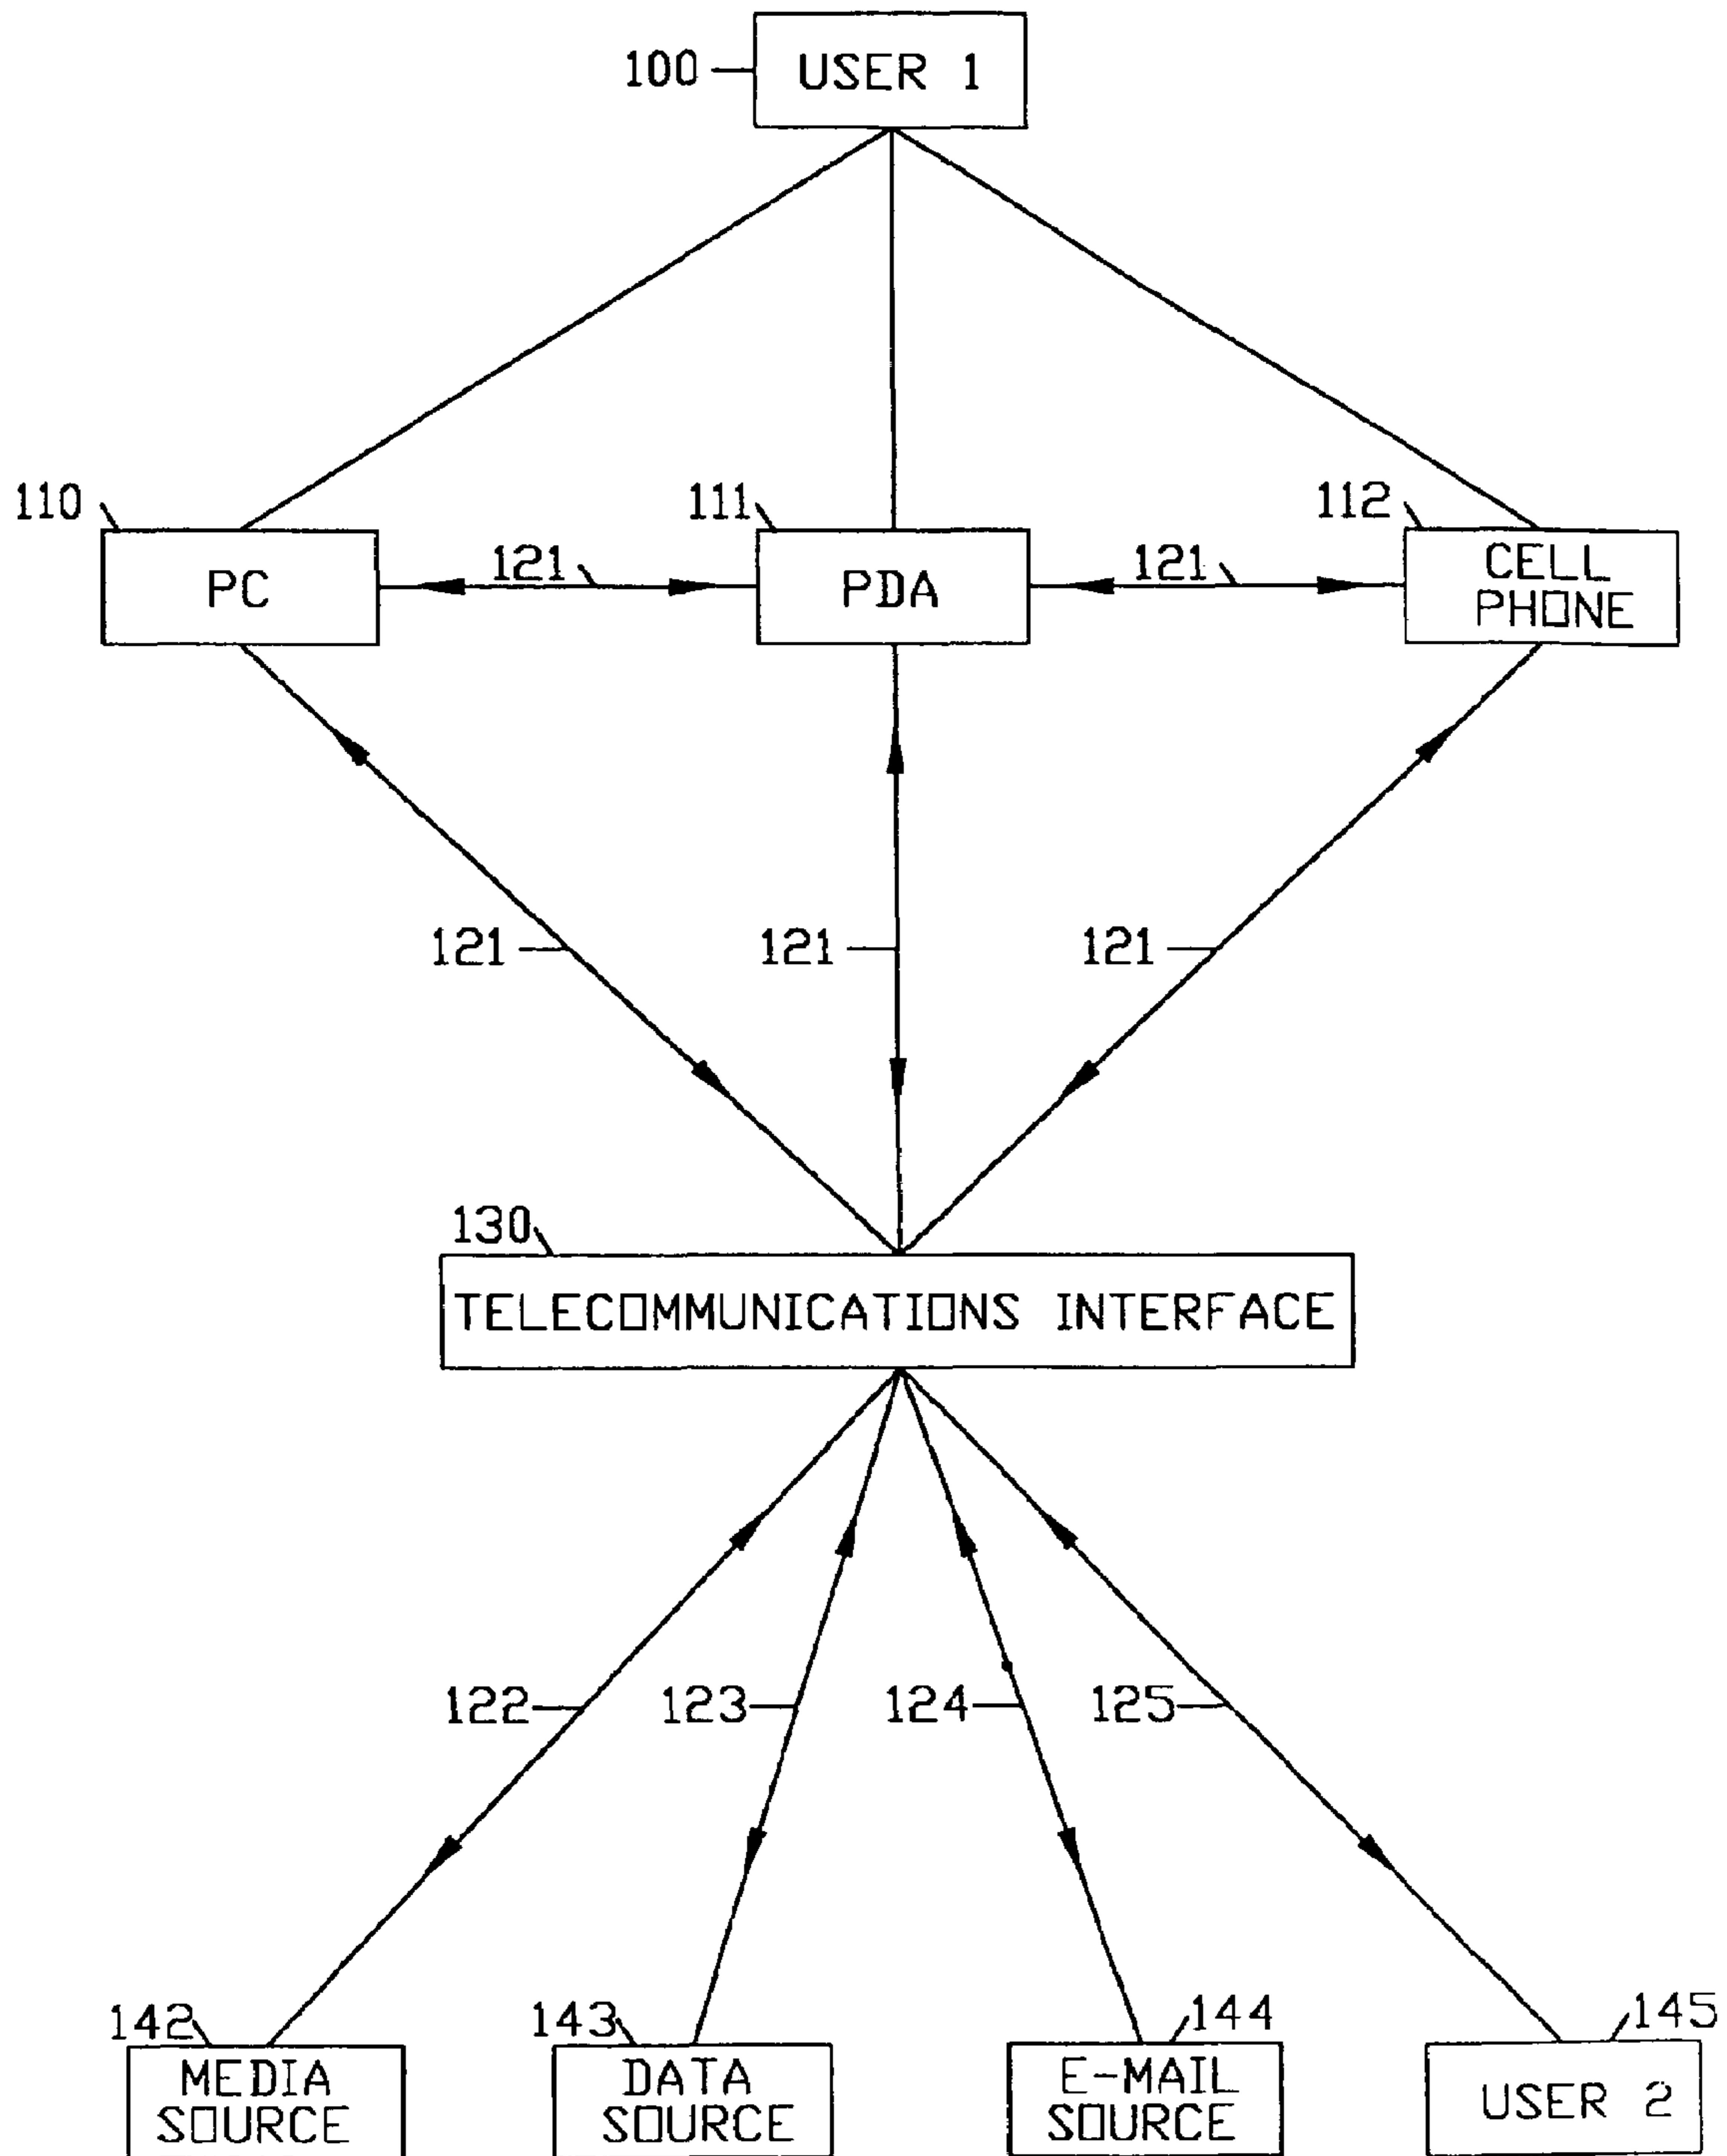 100 USER 1
110 111 112
PC 121 PDA 121 CELL
PHONE
121 121 121
130
TELECOMMUNICATIONS INTERFACE
122 123 124 125
142 143 144 145
MEDIA
SOURCE
DATA
SOURCE
E-MAIL
SOURCE
USER 2